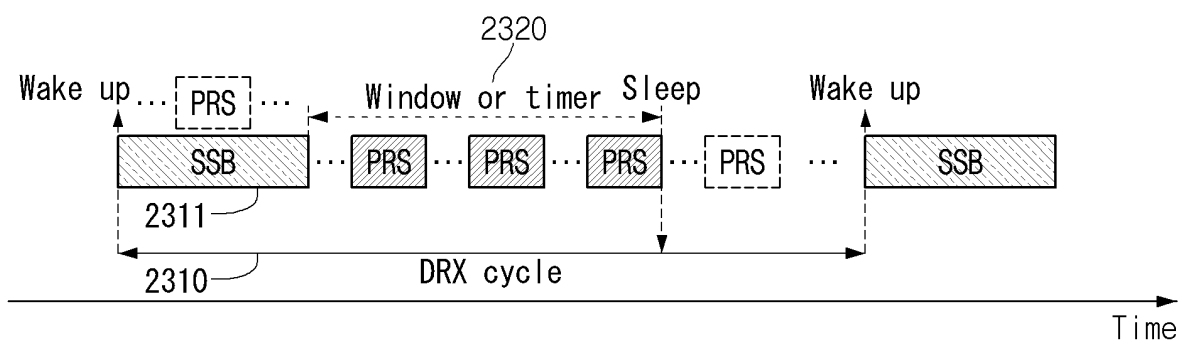 2320
Wake up ··· PRS ··· Window or timer Sleep Wake up
SSB ··· PRS ··· PRS ··· PRS ··· PRS ··· SSB
2311
2310 DRX cycle
Time